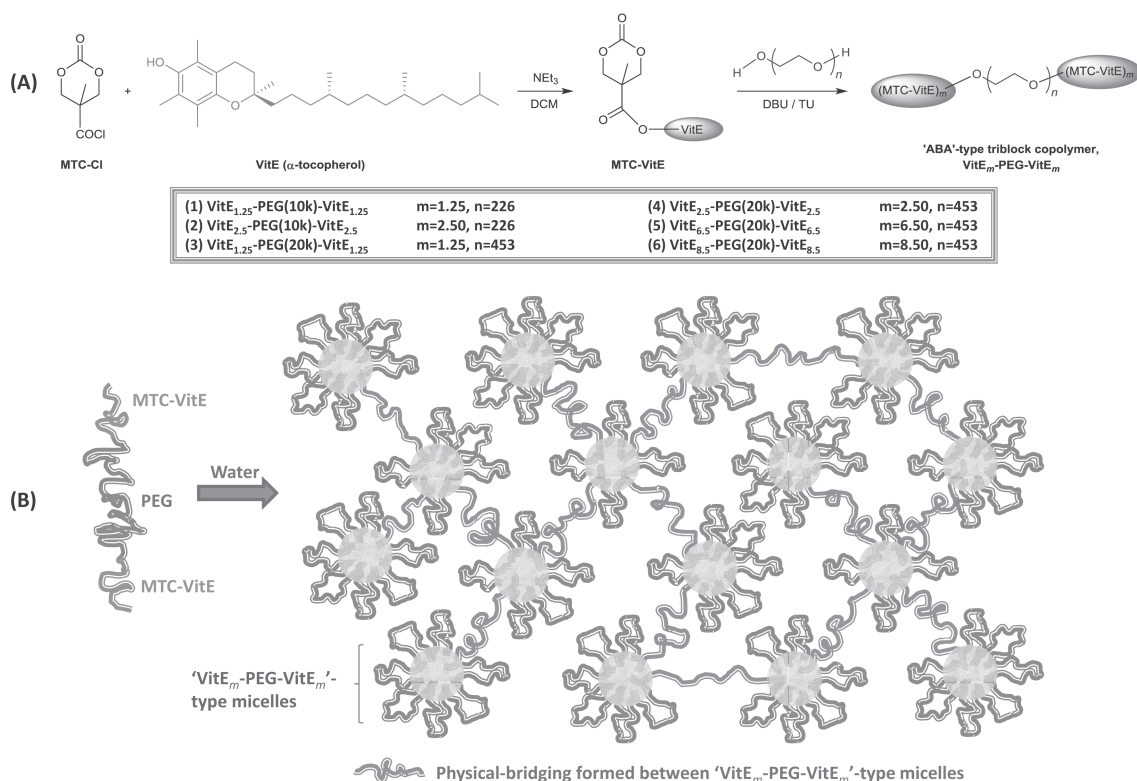 (A)
O
O
O
COCl
MTC-Cl
+
HO
O
VitE (α-tocopherol)
NEt₃
DCM
O
O
O
O
O
VitE
MTC-VitE
H
O
O
H
n
DBU / TU
(MTC-VitE)m
O
O
n
(MTC-VitE)m
'ABA'-type triblock copolymer,
VitEm-PEG-VitEm
(1) VitE1.25-PEG(10k)-VitE1.25 m=1.25, n=226
(2) VitE2.5-PEG(10k)-VitE2.5 m=2.50, n=226
(3) VitE1.25-PEG(20k)-VitE1.25 m=1.25, n=453
(4) VitE2.5-PEG(20k)-VitE2.5 m=2.50, n=453
(5) VitE6.5-PEG(20k)-VitE6.5 m=6.50, n=453
(6) VitE8.5-PEG(20k)-VitE8.5 m=8.50, n=453
(B)
MTC-VitE
PEG
MTC-VitE
Water
'VitEm-PEG-VitEm'-
type micelles
Physical-bridging formed between 'VitEm-PEG-VitEm'-type micelles